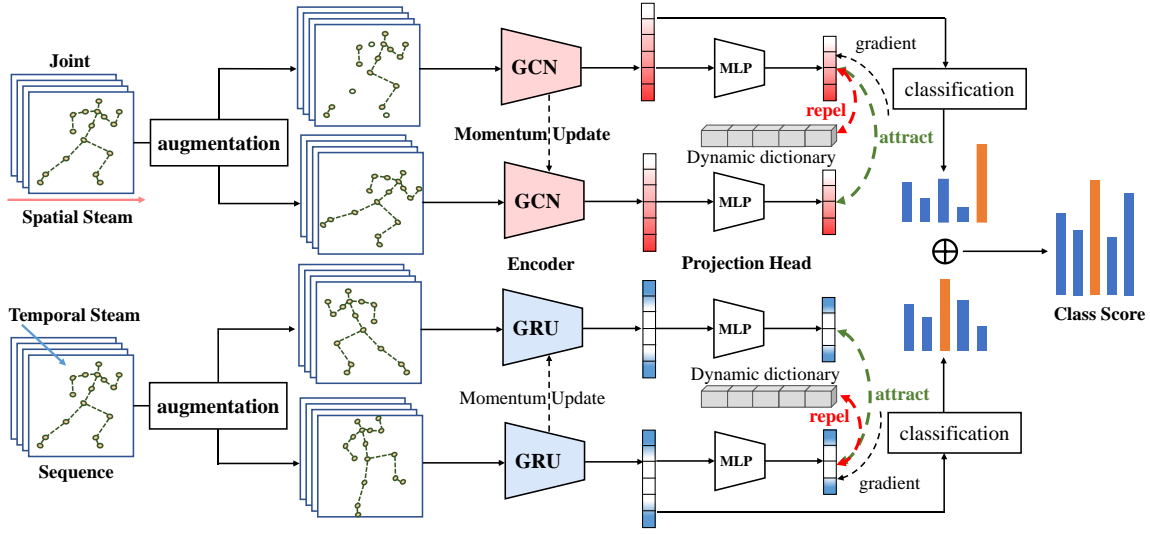 Joint
Spatial Steam
augmentation
GCN
Momentum Update
GCN
Encoder
MLP
gradient
repel
attract
Dynamic dictionary
MLP
Projection Head
classification
Class Score
Temporal Steam
Sequence
augmentation
GRU
Momentum Update
GRU
MLP
Dynamic dictionary
attract
repel
MLP
gradient
classification